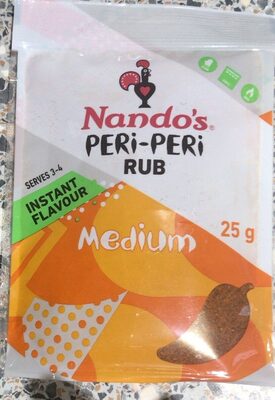 Nando's®
PERi-PERi
RUB
SERVES 3-4
INSTANT
FLAVOUR
Medium
25 g